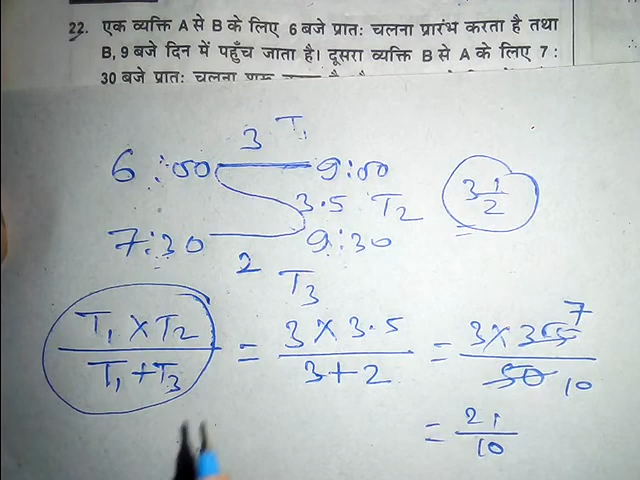 22. एक व्यक्ति A से B के लिए 6 बजे प्रातः चलना प्रारंभ करता है तथा
B, 9 बजे दिन में पहुँच जाता है। दूसरा व्यक्ति B से A के लिए 7 :
30 बजे प्रातः चलना
3 T₁
6:00 9:00
3.5 T₂ 3 1/2
7:30 9:30
2 T₃
T₁ × T₂ / T₁ + T₃ = 3 × 3.5 / 3 + 2 = 3 × 35 7 / 50 10
= 21 / 10